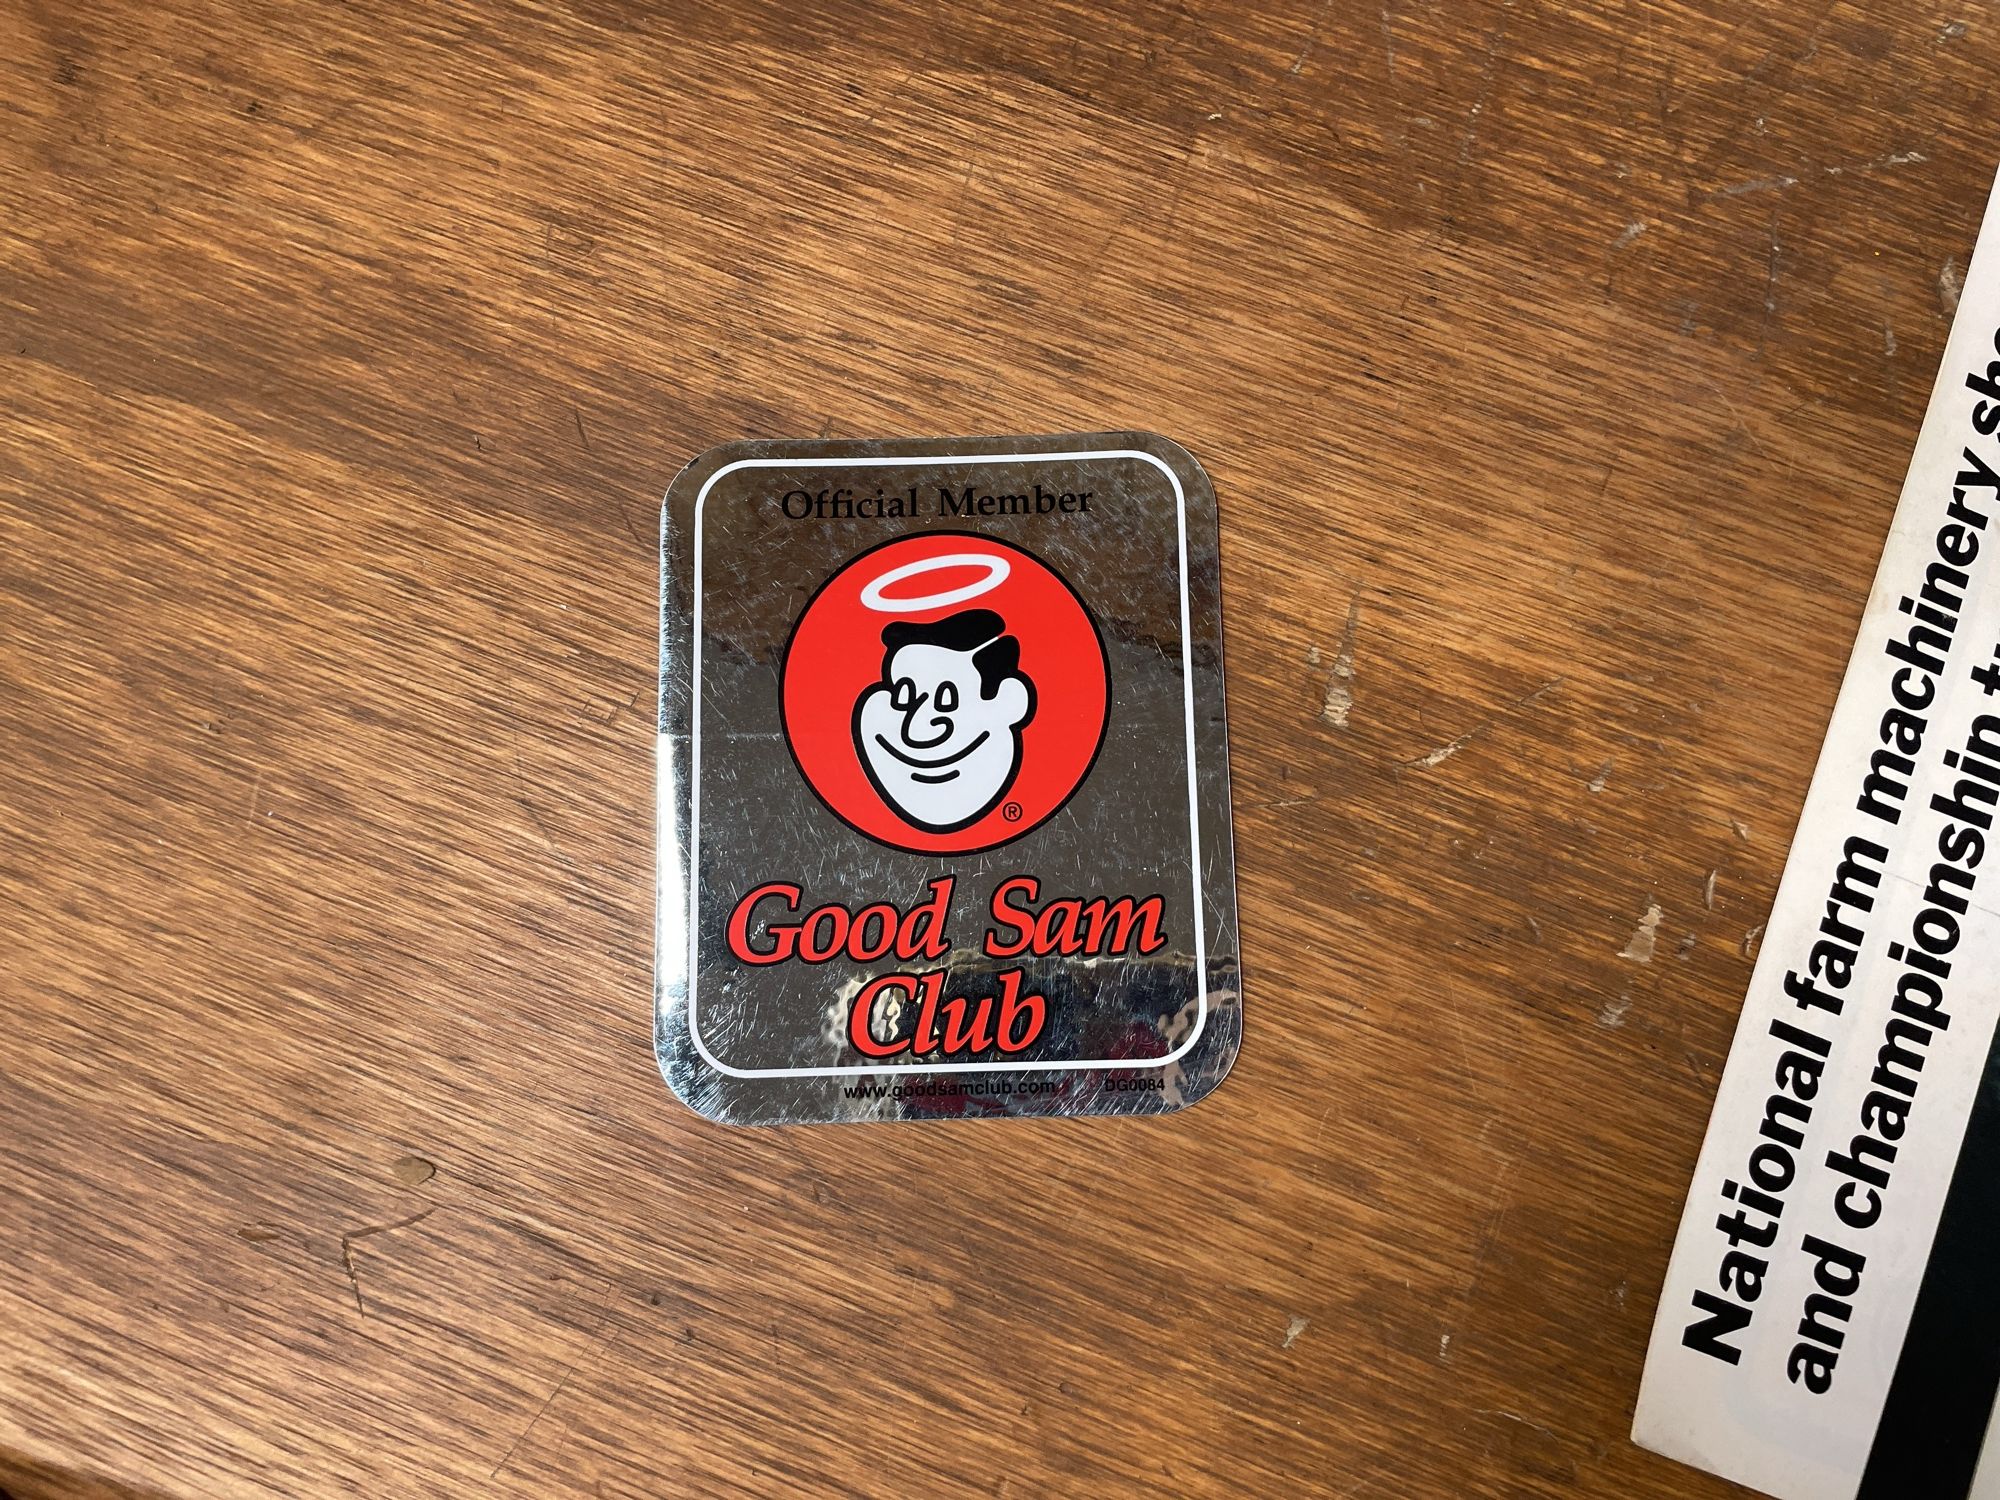 Official Member
®
Good Sam
Club
www.goodsamclub.com DG0084
National farm machinery
and championship